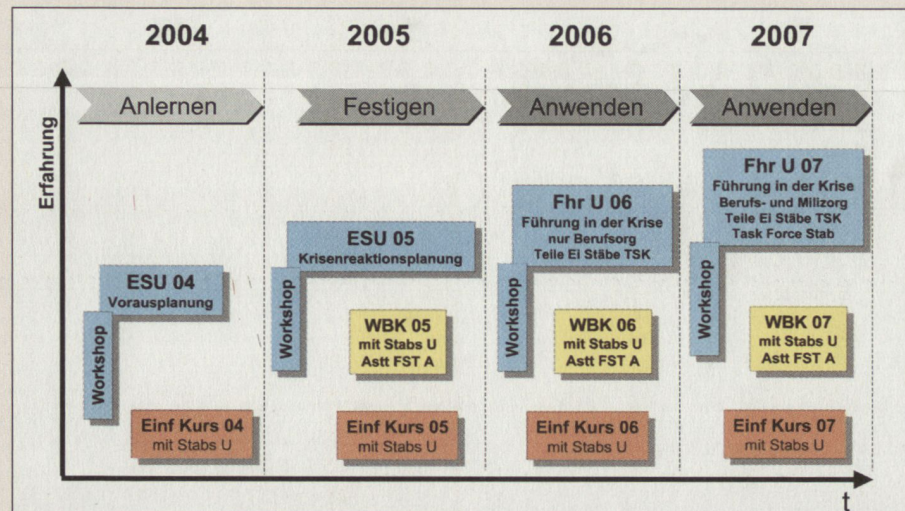 2004
2005
2006
2007
Anlernen
Festigen
Anwenden
Anwenden
Erfahrung
Workshop
ESU 04
Vorausplanung
Einf Kurs 04
mit Stabs U
Workshop
ESU 05
Krisenreaktionsplanung
WBK 05
mit Stabs U
Astt FST A
Einf Kurs 05
mit Stabs U
Workshop
Fhr U 06
Führung in der Krise
nur Berufsorg
Teile Ei Stäbe TSK
WBK 06
mit Stabs U
Astt FST A
Einf Kurs 06
mit Stabs U
Workshop
Fhr U 07
Führung in der Krise
Berufs- und Milizorg
Teile Ei Stäbe TSK
Task Force Stab
WBK 07
mit Stabs U
Astt FST A
Einf Kurs 07
mit Stabs U
t